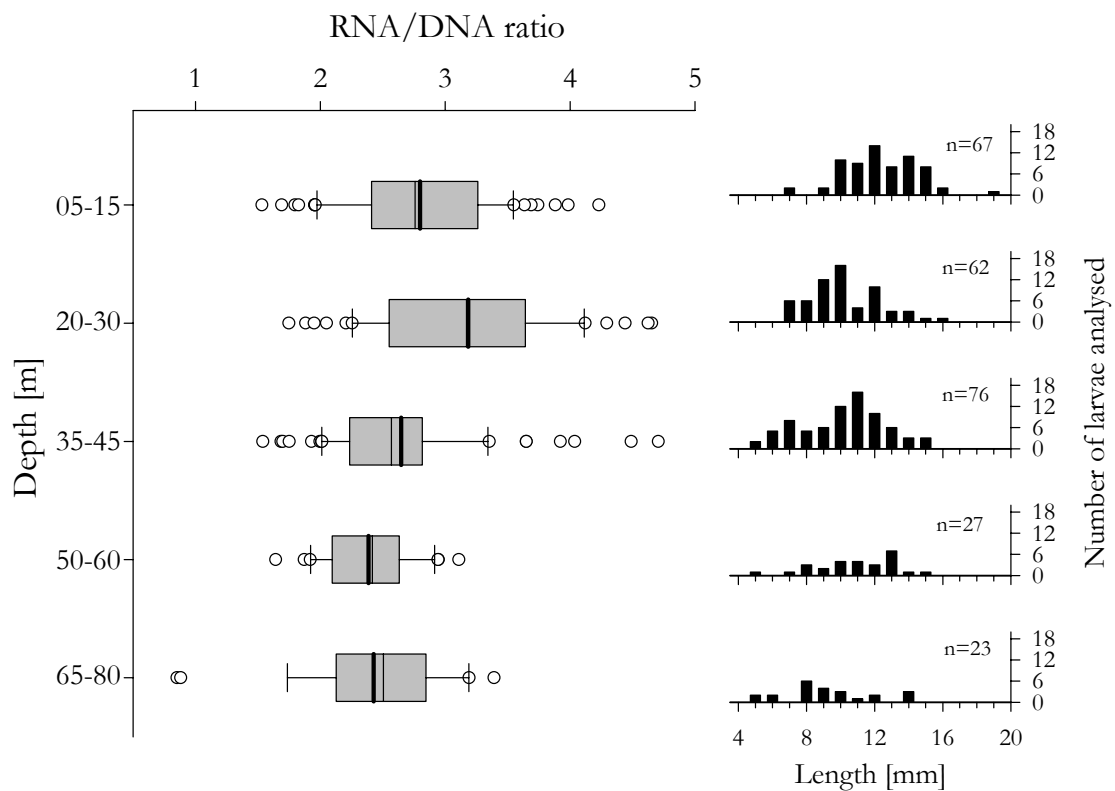 RNA/DNA ratio
1 2 3 4 5
Depth [m]
05-15
20-30
35-45
50-60
65-80
n=67
18
12
6
0
n=62
18
12
6
0
n=76
18
12
6
0
n=27
18
12
6
0
n=23
18
12
6
0
Number of larvae analysed
4 8 12 16 20
Length [mm]